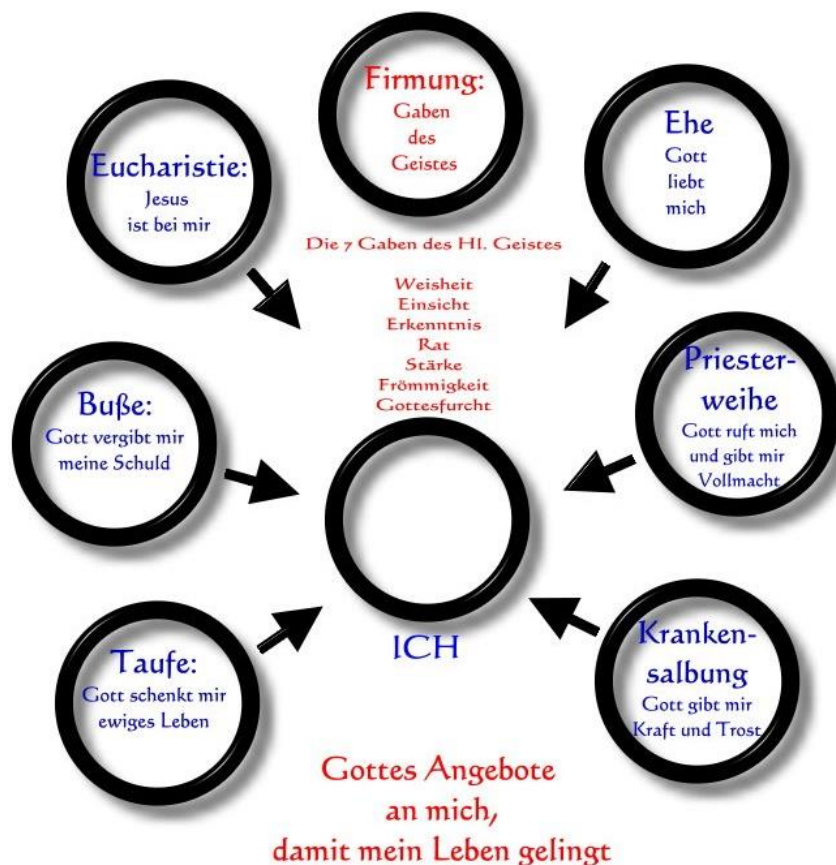 Firmung:
Gaben
des
Geistes
Eucharistie:
Jesus
ist bei mir
Ehe
Gott
liebt
mich
Die 7 Gaben des Hl. Geistes
Weisheit
Einsicht
Erkenntnis
Rat
Stärke
Frömmigkeit
Gottesfurcht
Buße:
Gott vergibt mir
meine Schuld
Priester-
weihe
Gott ruft mich
und gibt mir
Vollmacht
ICH
Taufe:
Gott schenkt mir
ewiges Leben
Kranken-
salbung
Gott gibt mir
Kraft und Trost
Gottes Angebote
an mich,
damit mein Leben gelingt